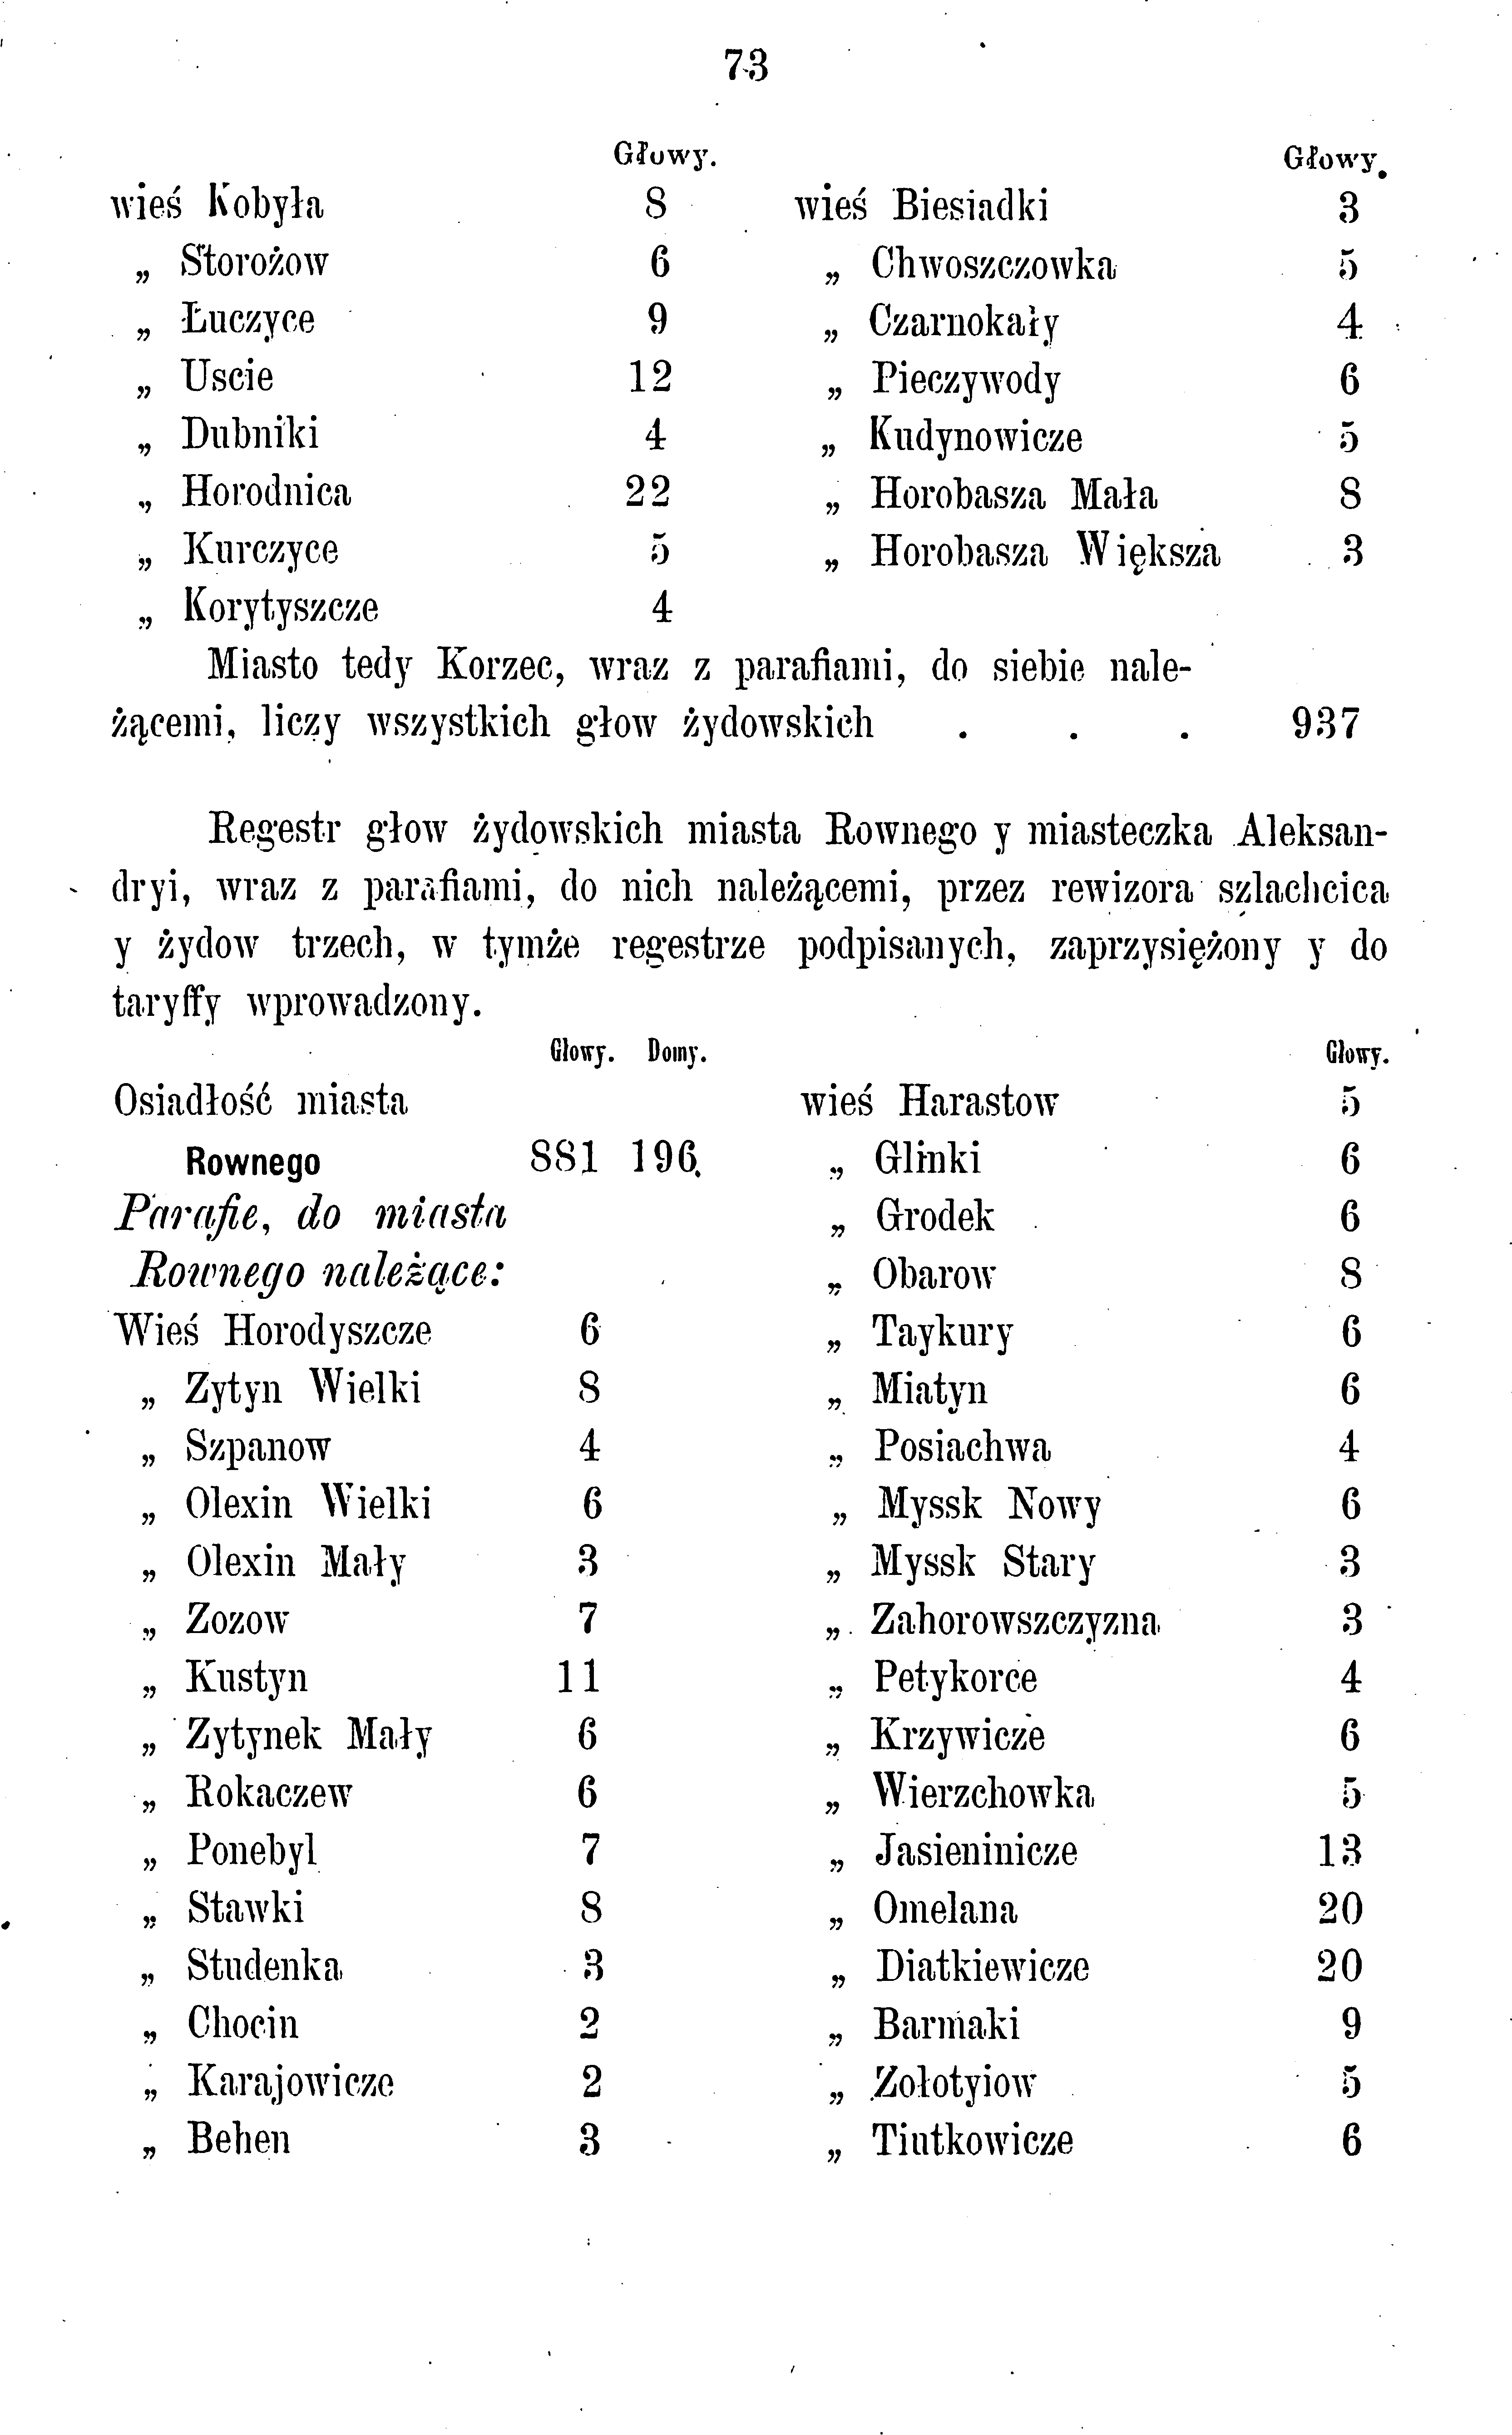 73
Głowy.
wieś Kobyła 8
„ Storożow 6
„ Łuczyce 9
„ Uscie 12
„ Dubniki 4
„ Horodnica 22
„ Kurczyce 5
„ Korytyszcze 4
Głowy.
wieś Biesiadki 3
„ Chwoszczowka 5
„ Czarnokały 4
„ Pieczywody 6
„ Kudynowicze 5
„ Horobasza Mała 8
„ Horobasza Większa 3
Miasto tedy Korzec, wraz z parafiami, do siebie nale-
żącemi, liczy wszystkich głow żydowskich . . . 937
Regestr głow żydowskich miasta Rownego y miasteczka Aleksan-
dryi, wraz z parafiami, do nich należącemi, przez rewizora szlachcica
y żydow trzech, w tymże regestrze podpisanych, zaprzysiężony y do
taryffy wprowadzony.
Głowy. Domy.
Osiadłość miasta
Rownego 881 196.
Parafie, do miasta
Rownego należące:
Wieś Horodyszcze 6
„ Zytyn Wielki 8
„ Szpanow 4
„ Olexin Wielki 6
„ Olexin Mały 3
„ Zozow 7
„ Kustyn 11
„ Zytynek Mały 6
„ Rokaczew 6
„ Ponebyl 7
„ Stawki 8
„ Studenka 3
„ Chocin 2
„ Karajowicze 2
„ Behen 3
Głowy.
wieś Harastow 5
„ Glinki 6
„ Grodek 6
„ Obarow 8
„ Taykury 6
„ Miatyn 6
„ Posiachwa 4
„ Myssk Nowy 6
„ Myssk Stary 3
„ Zahorowszczyzna 3
„ Petykorce 4
„ Krzywicze 6
„ Wierzchowka 5
„ Jasieninicze 13
„ Omelana 20
„ Diatkiewicze 20
„ Barmaki 9
„ Zołotyiow 5
„ Tiutkowicze 6